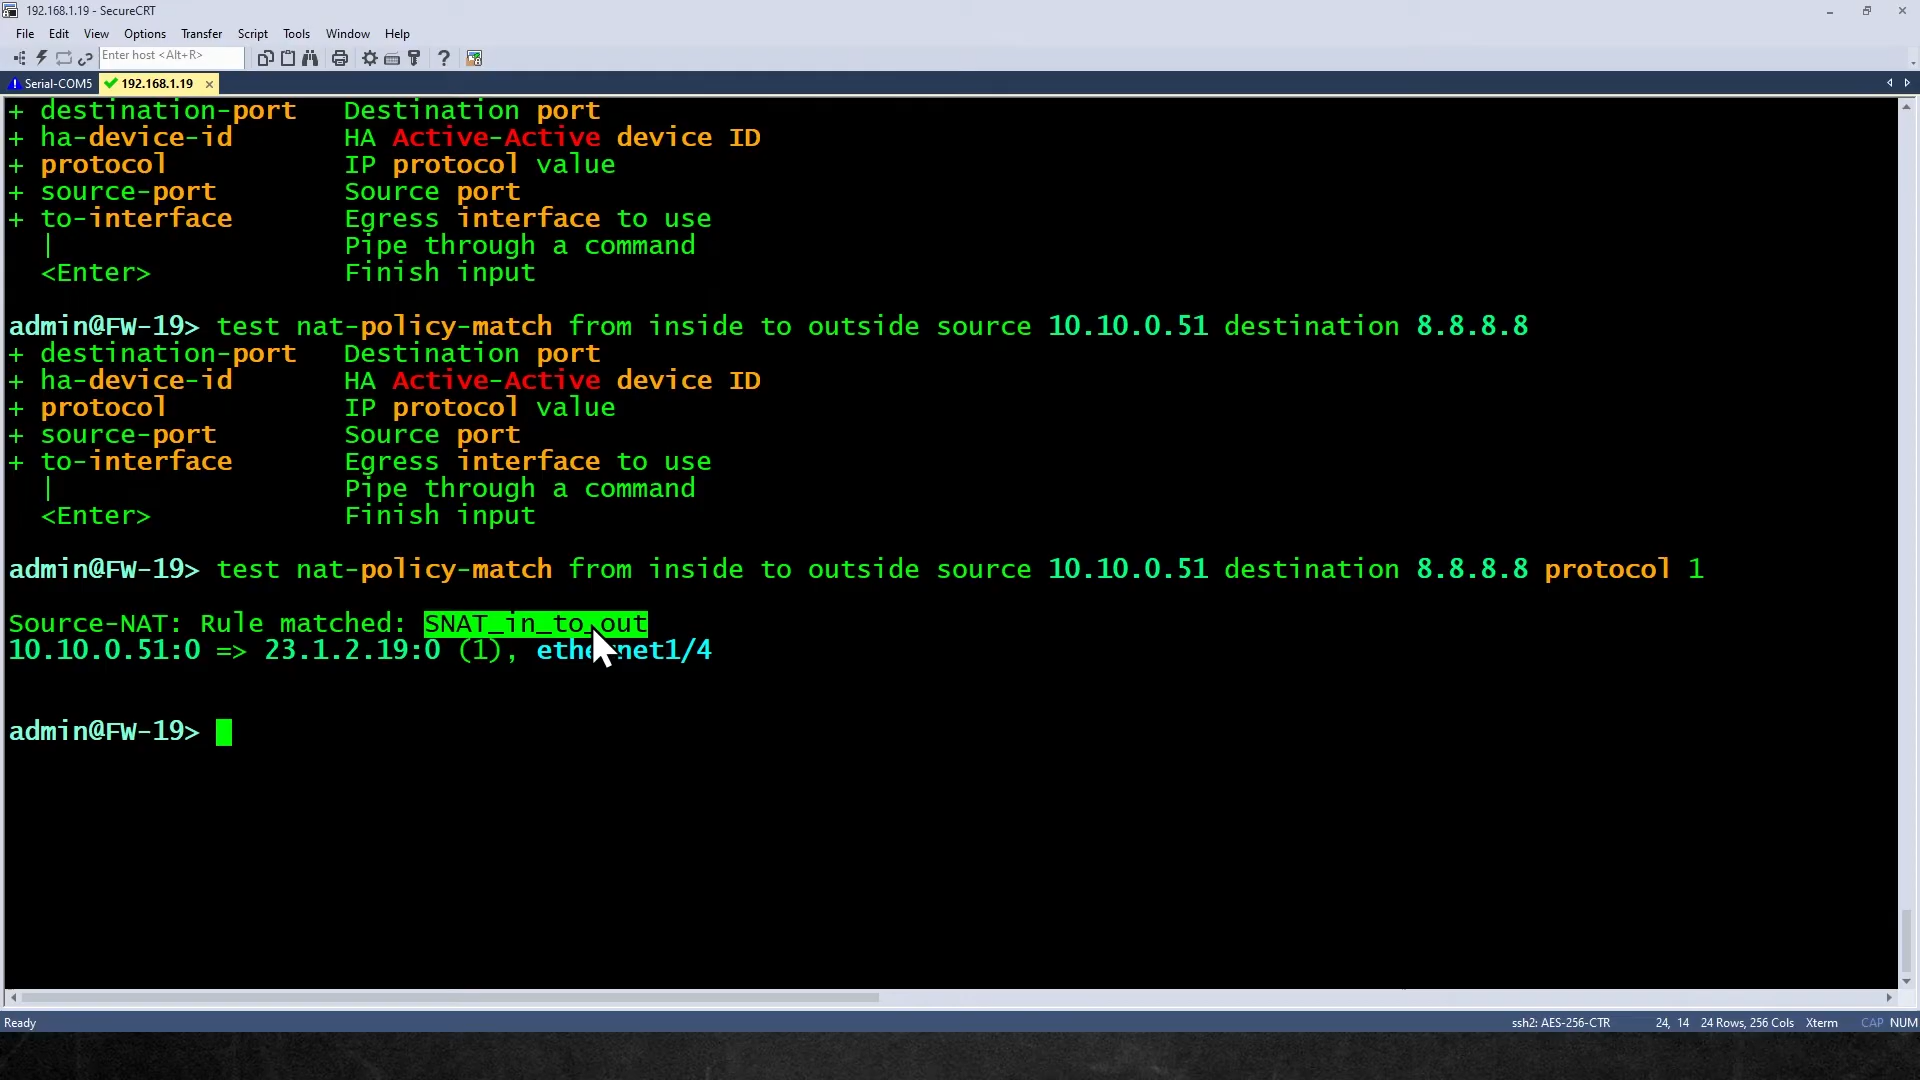 192.168.1.19 - SecureCRT
File Edit View Options Transfer Script Tools Window Help
Enter host <Alt+R>
Serial-COM5 192.168.1.19
+ destination-port Destination port
+ ha-device-id HA Active-Active device ID
+ protocol IP protocol value
+ source-port Source port
+ to-interface Egress interface to use
| Pipe through a command
<Enter> Finish input
admin@FW-19> test nat-policy-match from inside to outside source 10.10.0.51 destination 8.8.8.8
+ destination-port Destination port
+ ha-device-id HA Active-Active device ID
+ protocol IP protocol value
+ source-port Source port
+ to-interface Egress interface to use
| Pipe through a command
<Enter> Finish input
admin@FW-19> test nat-policy-match from inside to outside source 10.10.0.51 destination 8.8.8.8 protocol 1
Source-NAT: Rule matched: SNAT_in_to_out
10.10.0.51:0 => 23.1.2.19:0 (1), ethernet1/4
admin@FW-19>
Ready ssh2: AES-256-CTR 24, 14 24 Rows, 256 Cols Xterm CAP NUM